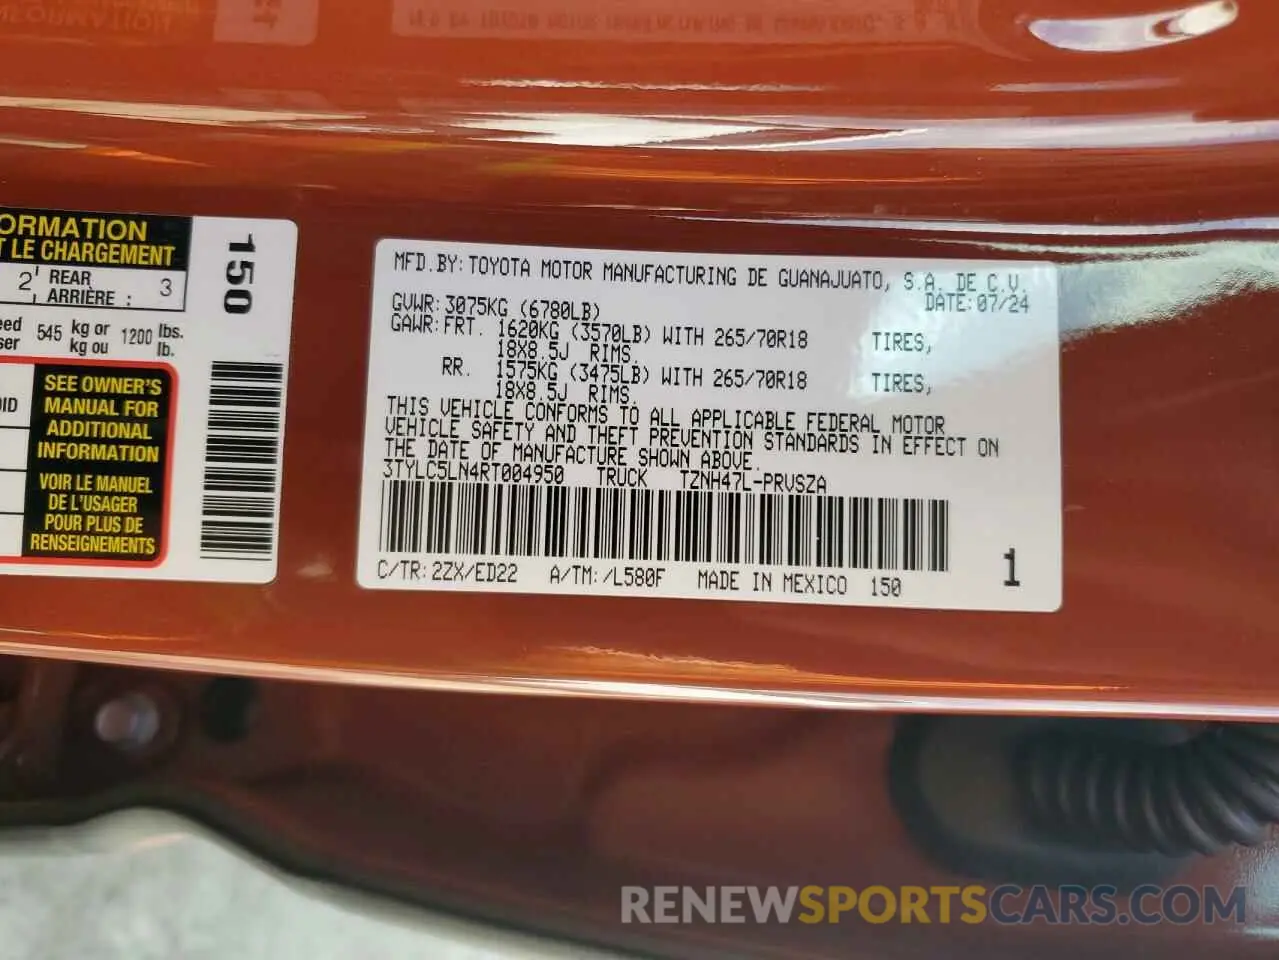 ORMATION
T LE CHARGEMENT
2 REAR ARRIÈRE : 3
545 kg or kg ou 1200 lbs. lb.
SEE OWNER'S
MANUAL FOR
ADDITIONAL
INFORMATION
VOIR LE MANUEL
DE L'USAGER
POUR PLUS DE
RENSEIGNEMENTS
150
MFD.BY:TOYOTA MOTOR MANUFACTURING DE GUANAJUATO, S.A. DE C.V.
DATE:07/24
GVWR:3075KG (6780LB)
GAWR:FRT. 1620KG (3570LB) WITH 265/70R18 TIRES,
18X8.5J RIMS.
RR. 1575KG (3475LB) WITH 265/70R18 TIRES,
18X8.5J RIMS.
THIS VEHICLE CONFORMS TO ALL APPLICABLE FEDERAL MOTOR
VEHICLE SAFETY AND THEFT PREVENTION STANDARDS IN EFFECT ON
THE DATE OF MANUFACTURE SHOWN ABOVE.
3TYLC5LN4RT004950 TRUCK TZNH47L-PRVSZA
C/TR:2ZX/ED22 A/TM:/L580F MADE IN MEXICO 150
1
RENEWSPORTSCARS.COM